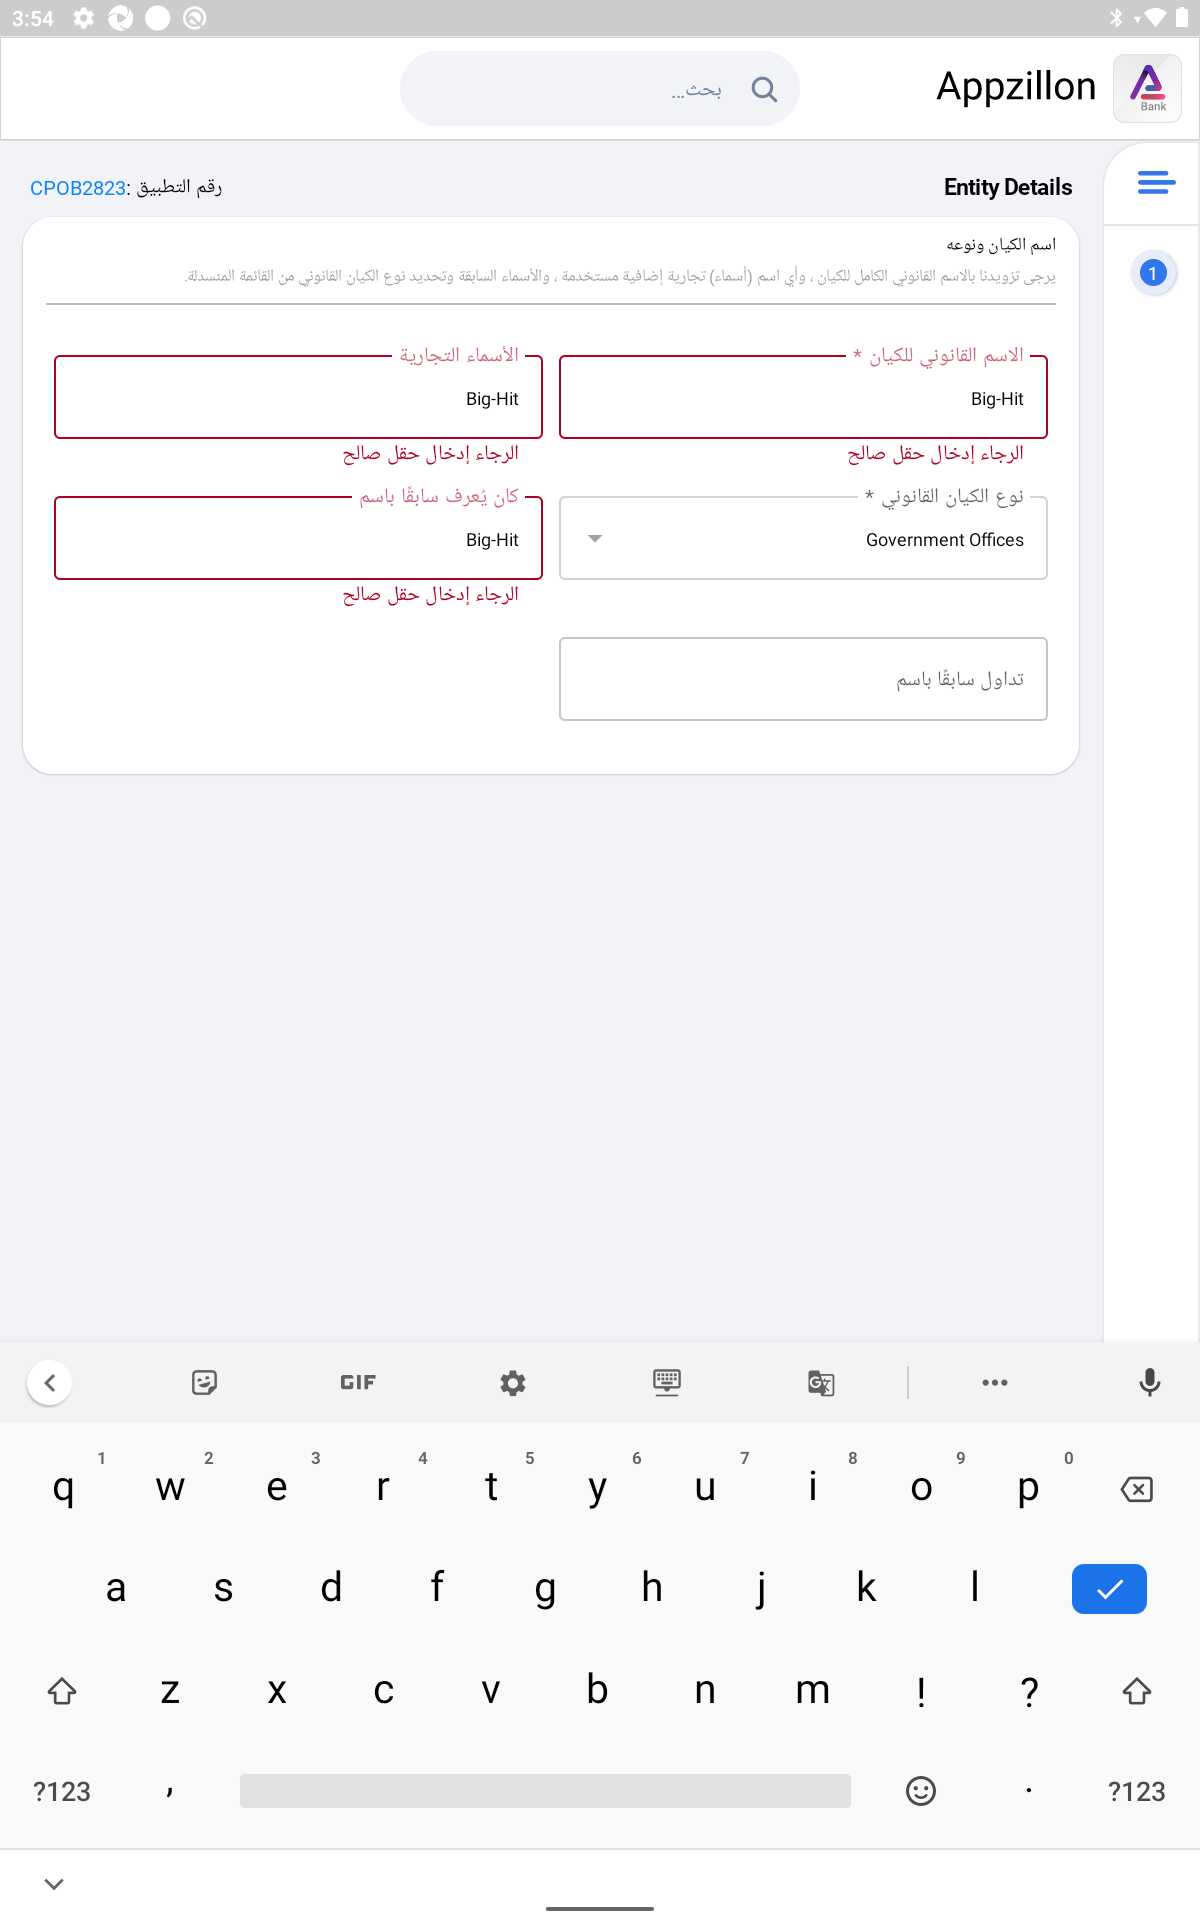 3:54
Appzillon
Bank
بحث...
Entity Details
رقم التطبيق :CPOB2823
1
اسم الكيان ونوعه
يرجى تزويدنا بالاسم القانوني الكامل للكيان ، وأي اسم (أسماء) تجارية إضافية مستخدمة ، والأسماء السابقة وتحديد نوع الكيان القانوني من القائمة المنسدلة.
الاسم القانوني للكيان *
Big-Hit
الرجاء إدخال حقل صالح
الأسماء التجارية
Big-Hit
الرجاء إدخال حقل صالح
نوع الكيان القانوني *
Government Offices
كان يُعرف سابقًا باسم
Big-Hit
الرجاء إدخال حقل صالح
تداول سابقًا باسم
GIF
1 2 3 4 5 6 7 8 9 0
q w e r t y u i o p
a s d f g h j k l
z x c v b n m ! ?
?123 , . ?123